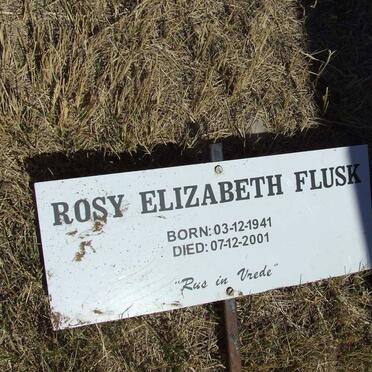 ROSY ELIZABETH FLUSK
BORN: 03-12-1941
DIED: 07-12-2001
"Rus in Vrede"